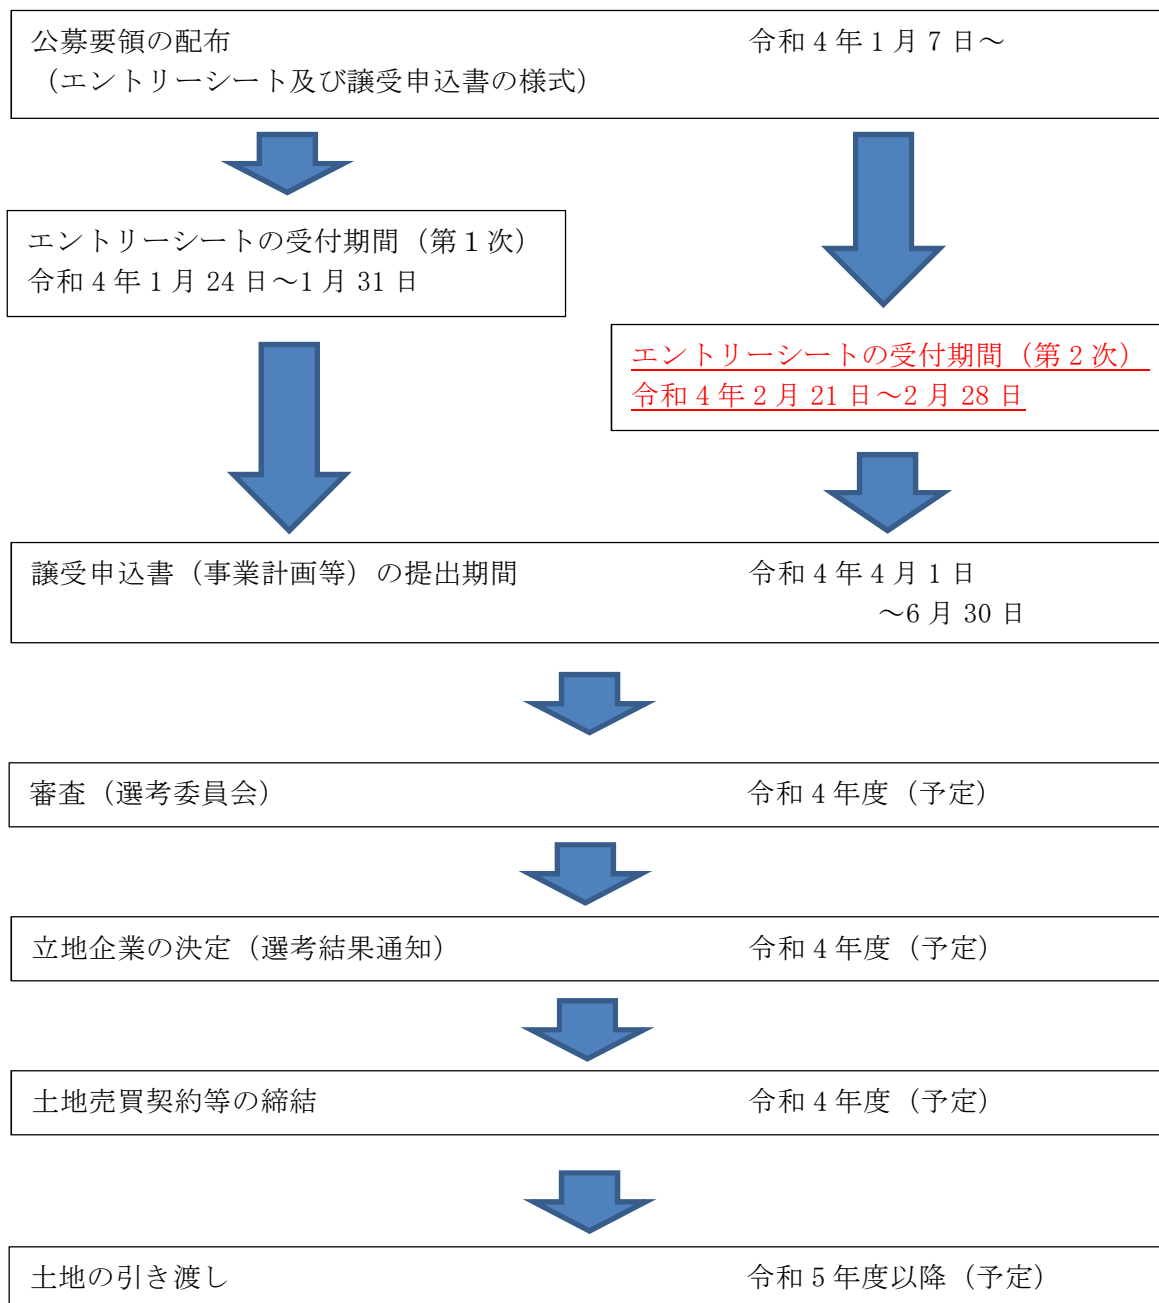 公募要領の配布　令和4年1月7日～
（エントリーシート及び譲受申込書の様式）
エントリーシートの受付期間（第１次）
令和4年1月24日～1月31日
エントリーシートの受付期間（第2次）
令和4年2月21日～2月28日
譲受申込書（事業計画等）の提出期間　令和4年4月1日
～6月30日
審査（選考委員会）　令和4年度（予定）
立地企業の決定（選考結果通知）　令和4年度（予定）
土地売買契約等の締結　令和4年度（予定）
土地の引き渡し　令和5年度以降（予定）